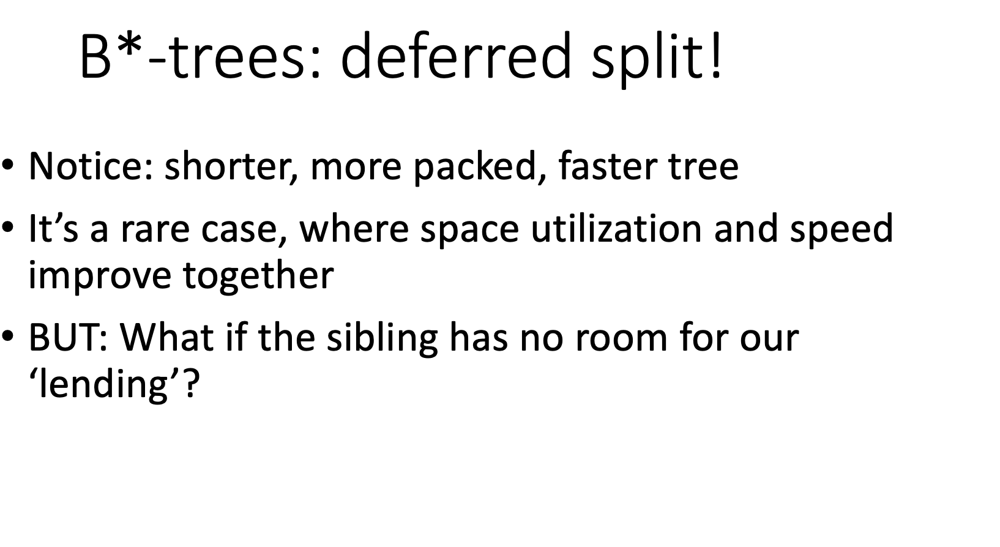 B*-trees: deferred split!
• Notice: shorter, more packed, faster tree
• It’s a rare case, where space utilization and speed
improve together
• BUT: What if the sibling has no room for our
‘lending’?